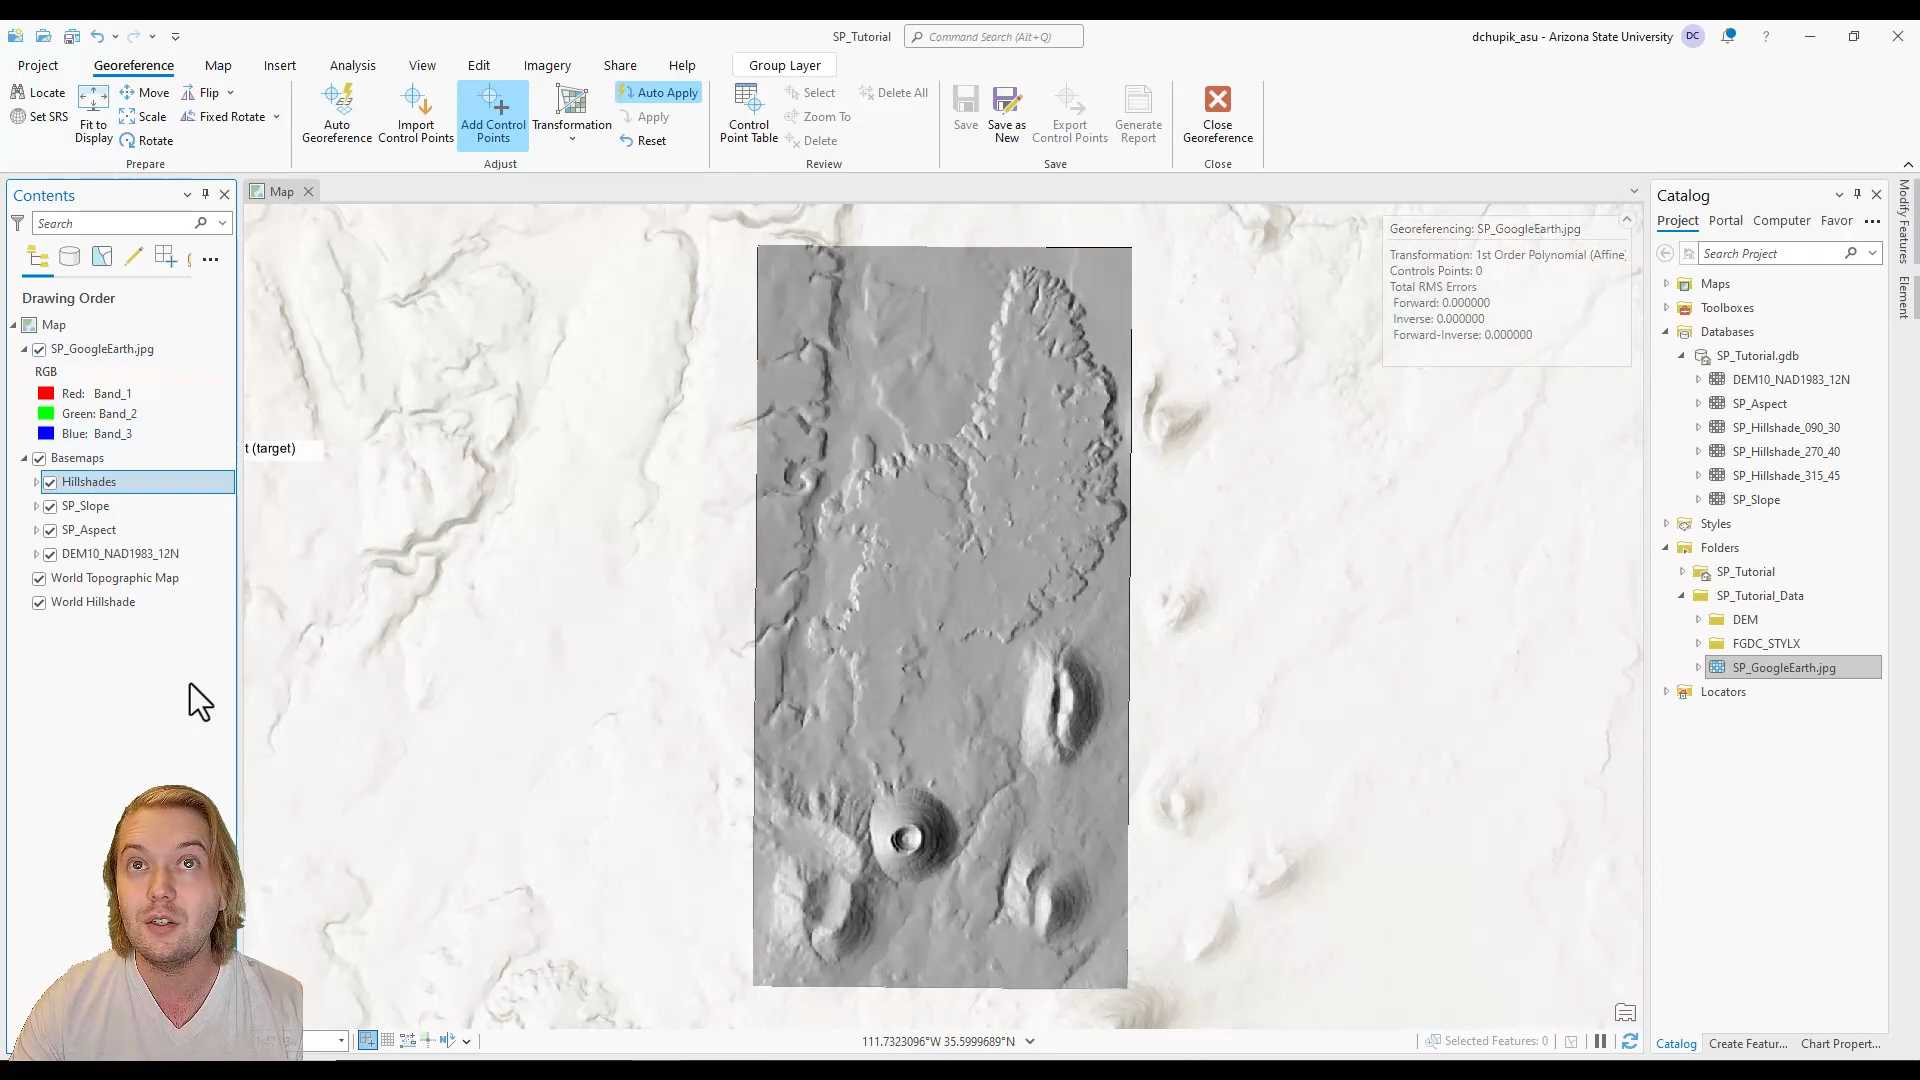 SP_Tutorial
Command Search (Alt+Q)
dchupik_asu - Arizona State University
DC
?
Project
Georeference
Map
Insert
Analysis
View
Edit
Imagery
Share
Help
Group Layer
Locate
Set SRS
Fit to
Display
Move
Scale
Rotate
Flip
Fixed Rotate
Prepare
Auto
Georeference
Import
Control Points
Add Control
Points
Transformation
Auto Apply
Apply
Reset
Adjust
Control
Point Table
Select
Zoom To
Delete
Delete All
Review
Save
Save as
New
Export
Control Points
Generate
Report
Save
Close
Georeference
Close
Contents
Search
Drawing Order
Map
SP_GoogleEarth.jpg
RGB
Red: Band_1
Green: Band_2
Blue: Band_3
Basemaps
Hillshades
SP_Slope
SP_Aspect
DEM10_NAD1983_12N
World Topographic Map
World Hillshade
Map
t (target)
Georeferencing: SP_GoogleEarth.jpg
Transformation: 1st Order Polynomial (Affine)
Controls Points: 0
Total RMS Errors
Forward: 0.000000
Inverse: 0.000000
Forward-Inverse: 0.000000
111.7323096°W 35.5999689°N
Selected Features: 0
Catalog
Project
Portal
Computer
Favor
Search Project
Maps
Toolboxes
Databases
SP_Tutorial.gdb
DEM10_NAD1983_12N
SP_Aspect
SP_Hillshade_090_30
SP_Hillshade_270_40
SP_Hillshade_315_45
SP_Slope
Styles
Folders
SP_Tutorial
SP_Tutorial_Data
DEM
FGDC_STYLX
SP_GoogleEarth.jpg
Locators
Catalog
Create Featur...
Chart Propert...
Modify Features
Element